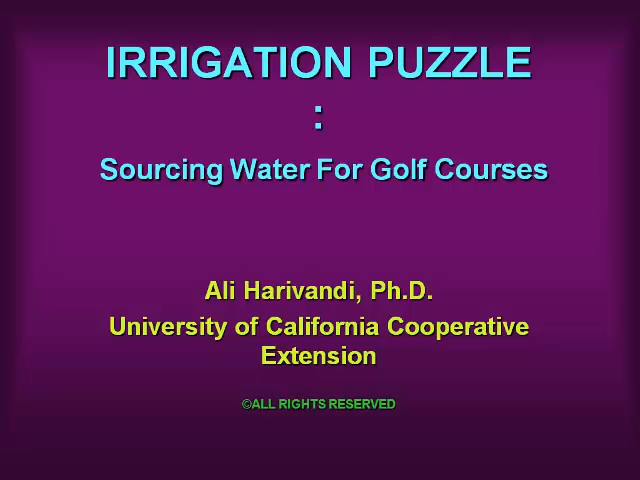 IRRIGATION PUZZLE
:
Sourcing Water For Golf Courses
Ali Harivandi, Ph.D.
University of California Cooperative
Extension
©ALL RIGHTS RESERVED